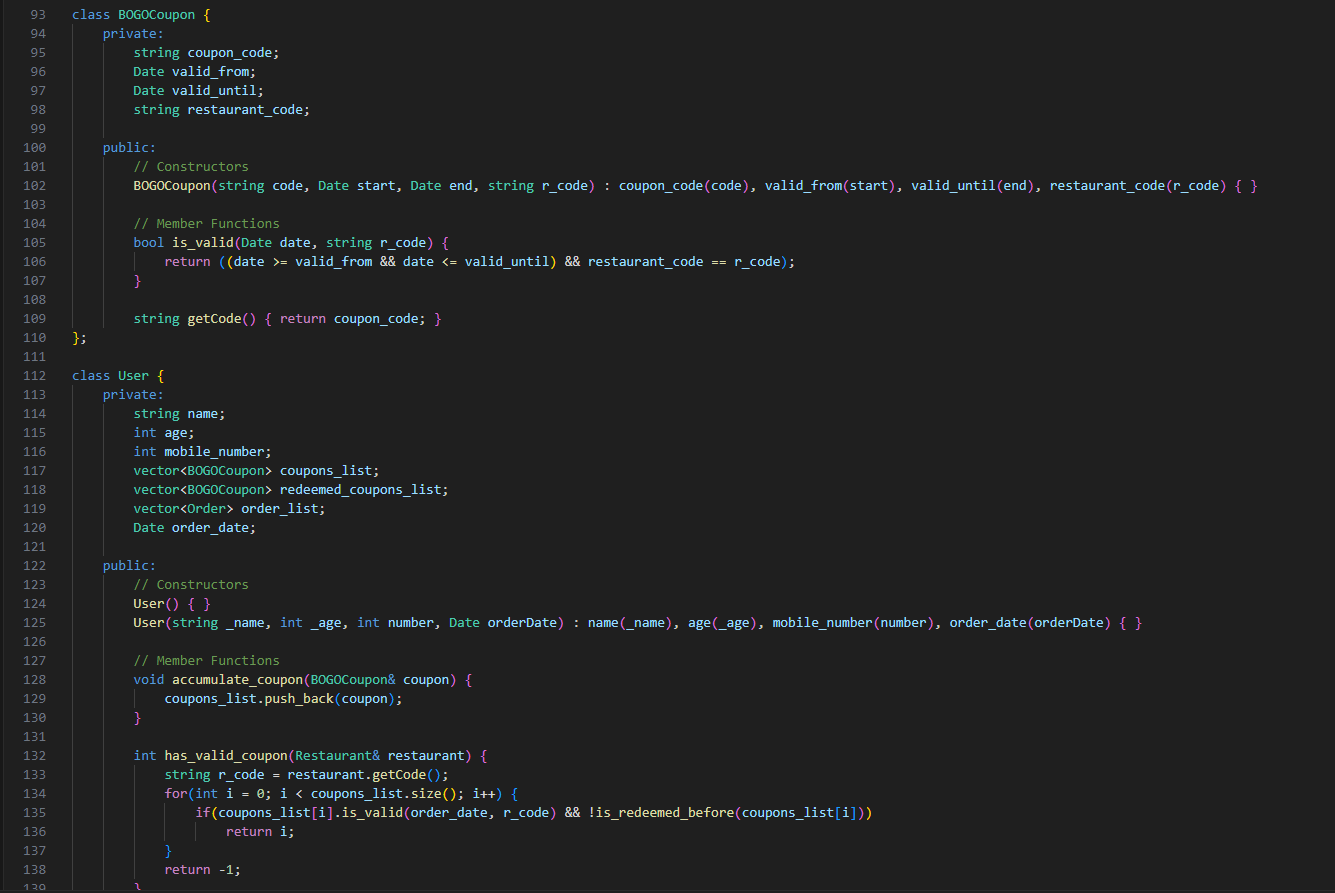 93 class BOGOCoupon {
94     private:
95         string coupon_code;
96         Date valid_from;
97         Date valid_until;
98         string restaurant_code;
99
100     public:
101         // Constructors
102         BOGOCoupon(string code, Date start, Date end, string r_code) : coupon_code(code), valid_from(start), valid_until(end), restaurant_code(r_code) { }
103
104         // Member Functions
105         bool is_valid(Date date, string r_code) {
106             return ((date >= valid_from && date <= valid_until) && restaurant_code == r_code);
107         }
108
109         string getCode() { return coupon_code; }
110 };
111
112 class User {
113     private:
114         string name;
115         int age;
116         int mobile_number;
117         vector<BOGOCoupon> coupons_list;
118         vector<BOGOCoupon> redeemed_coupons_list;
119         vector<Order> order_list;
120         Date order_date;
121
122     public:
123         // Constructors
124         User() { }
125         User(string _name, int _age, int number, Date orderDate) : name(_name), age(_age), mobile_number(number), order_date(orderDate) { }
126
127         // Member Functions
128         void accumulate_coupon(BOGOCoupon& coupon) {
129             coupons_list.push_back(coupon);
130         }
131
132         int has_valid_coupon(Restaurant& restaurant) {
133             string r_code = restaurant.getCode();
134             for(int i = 0; i < coupons_list.size(); i++) {
135                 if(coupons_list[i].is_valid(order_date, r_code) && !is_redeemed_before(coupons_list[i]))
136                     return i;
137             }
138             return -1;
139         }